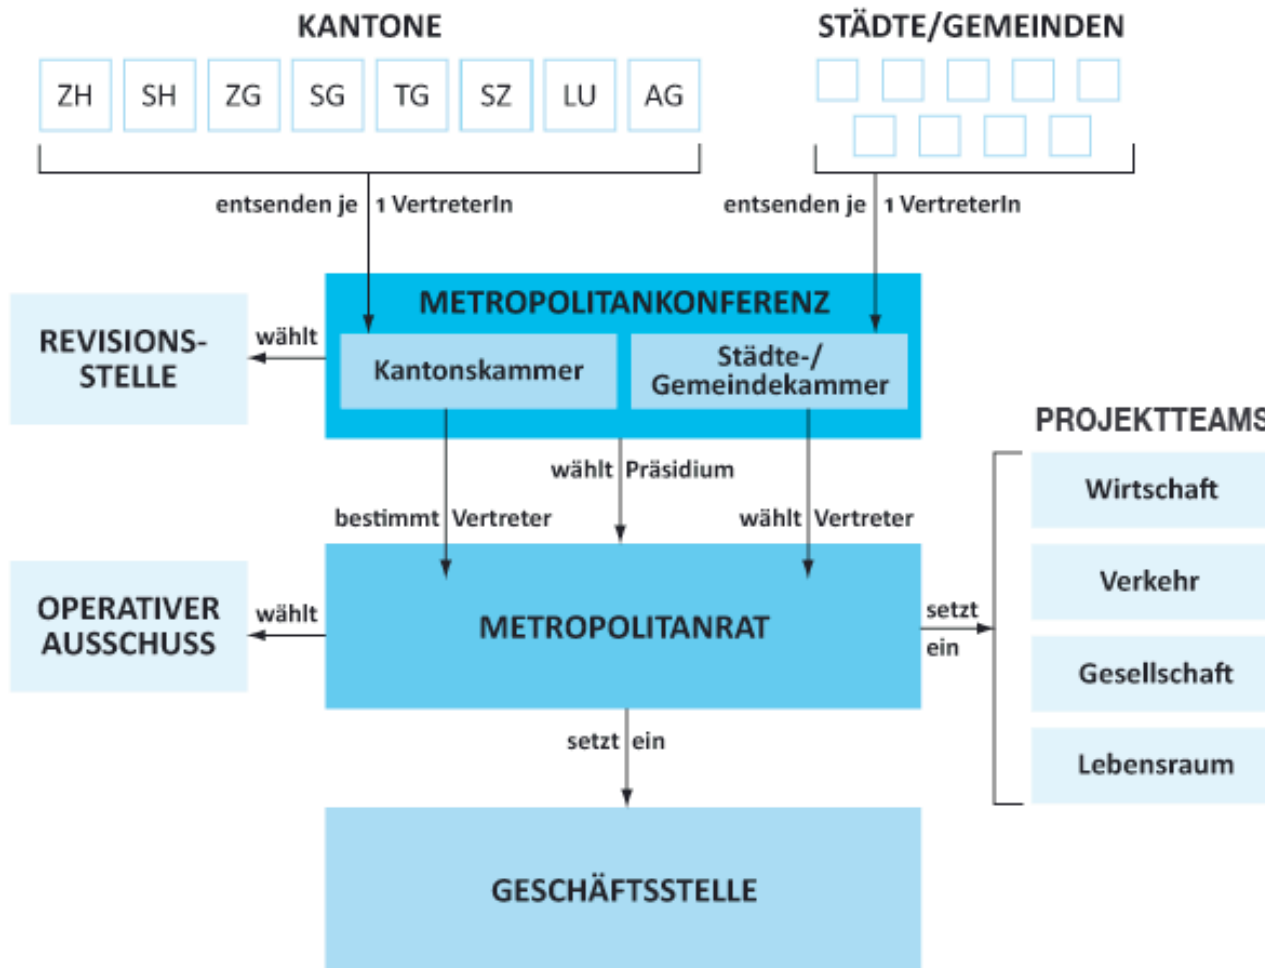 KANTONE
STÄDTE/GEMEINDEN
ZH SH ZG SG TG SZ LU AG
entsenden je 1 VertreterIn
entsenden je 1 VertreterIn
METROPOLITANKONFERENZ
REVISIONS-
STELLE
wählt
Kantonskammer
Städte-/
Gemeindekammer
PROJEKTTEAMS
wählt Präsidium
bestimmt Vertreter
wählt Vertreter
Wirtschaft
Verkehr
Gesellschaft
Lebensraum
OPERATIVER
AUSSCHUSS
wählt
METROPOLITANRAT
setzt
ein
setzt ein
GESCHÄFTSSTELLE